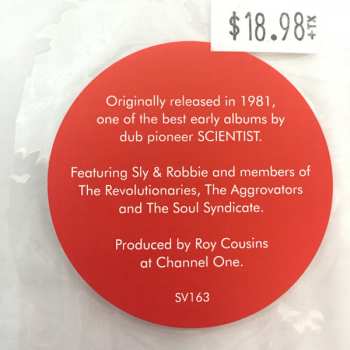 $18.98+TX
Originally released in 1981,
one of the best early albums by
dub pioneer SCIENTIST.
Featuring Sly & Robbie and members of
The Revolutionaries, The Aggrovators
and The Soul Syndicate.
Produced by Roy Cousins
at Channel One.
SV163